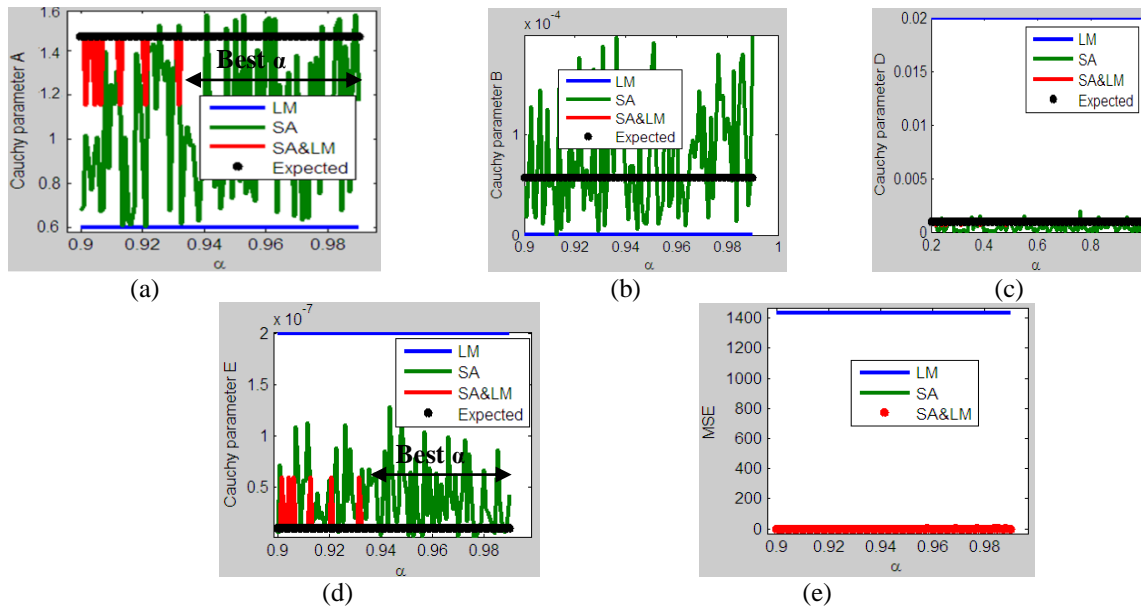 1.6
1.4
1.2
1
0.8
0.6
Cauchy parameter A
Best α
LM
SA
SA&LM
Expected
0.9 0.92 0.94 0.96 0.98
α
(a)
x 10⁻⁴
1
0
Cauchy parameter B
LM
SA
SA&LM
Expected
0.9 0.92 0.94 0.96 0.98 1
α
(b)
0.02
0.015
0.01
0.005
0
Cauchy parameter D
LM
SA
SA&LM
Expected
0.2 0.4 0.6 0.8
α
(c)
x 10⁻⁷
2
1.5
1
0.5
Cauchy parameter E
LM
SA
SA&LM
Expected
Best α
0.9 0.92 0.94 0.96 0.98
α
(d)
1400
1200
1000
800
600
400
200
0
MSE
LM
SA
SA&LM
0.9 0.92 0.94 0.96 0.98
α
(e)